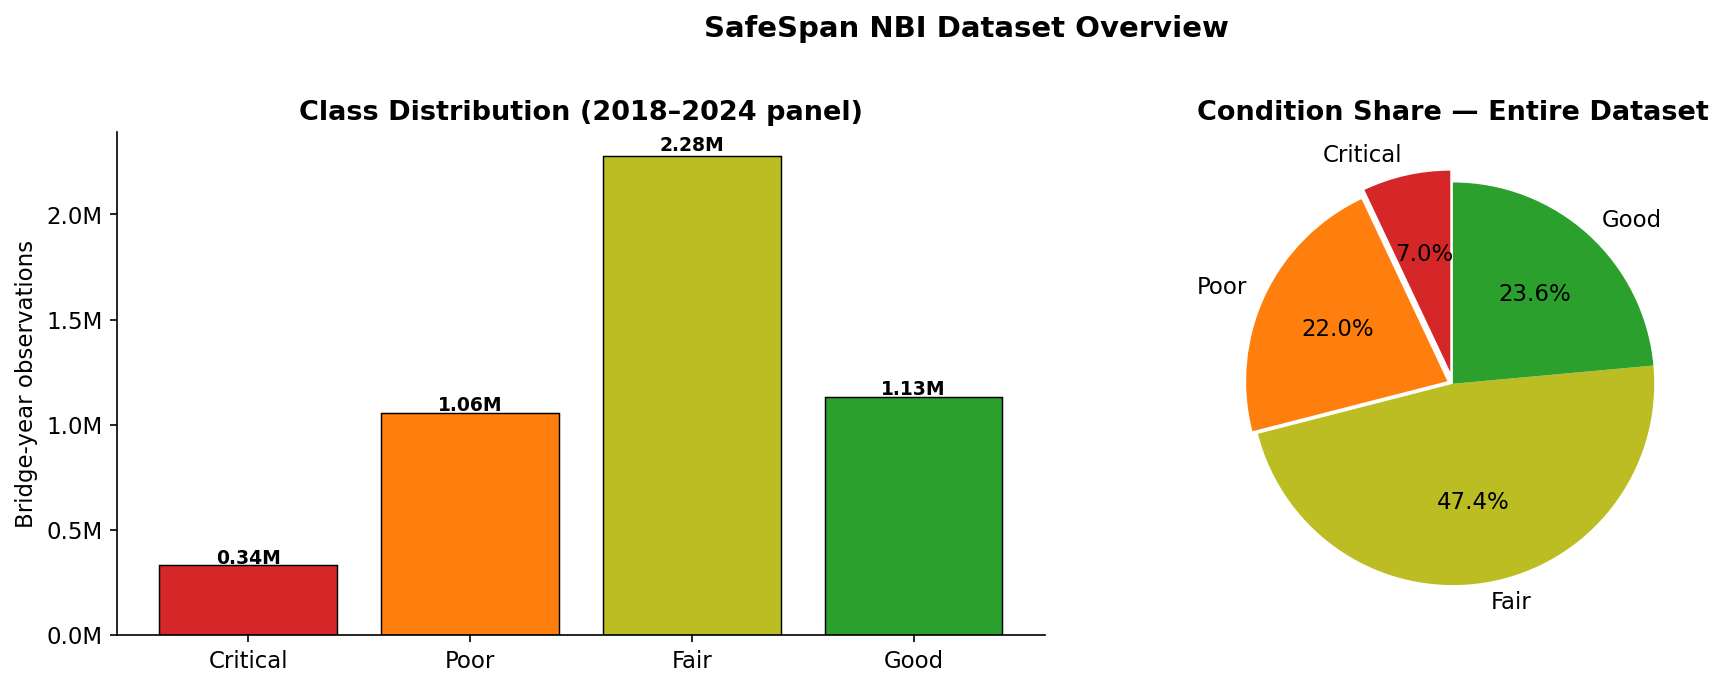 SafeSpan NBI Dataset Overview
Class Distribution (2018–2024 panel)
Bridge-year observations
2.0M
1.5M
1.0M
0.5M
0.0M
0.34M
1.06M
2.28M
1.13M
Critical
Poor
Fair
Good
Condition Share — Entire Dataset
Critical
7.0%
Good
23.6%
Poor
22.0%
47.4%
Fair